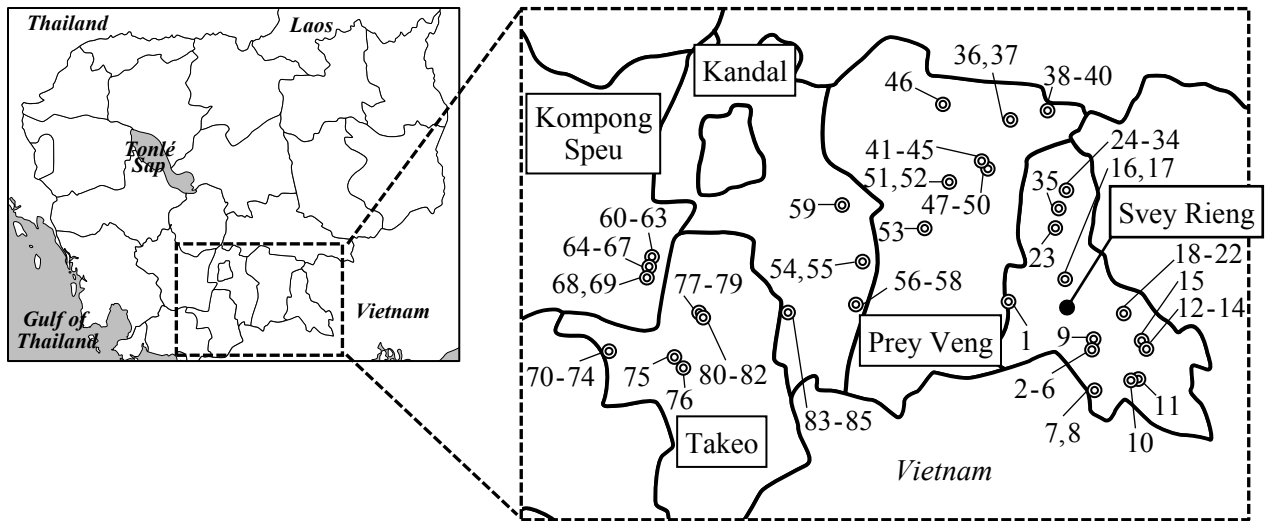 Thailand
Laos
Tonlé
Sap
Gulf of
Thailand
Vietnam
Kandal
Kompong
Speu
36,37
38-40
46
24-34
16,17
41-45
51,52
47-50
35
Svey Rieng
59
53
23
60-63
64-67
68,69
18-22
15
12-14
54,55
56-58
77-79
Prey Veng
1
9
70-74
75
76
80-82
2-6
11
83-85
7,8
10
Takeo
Vietnam